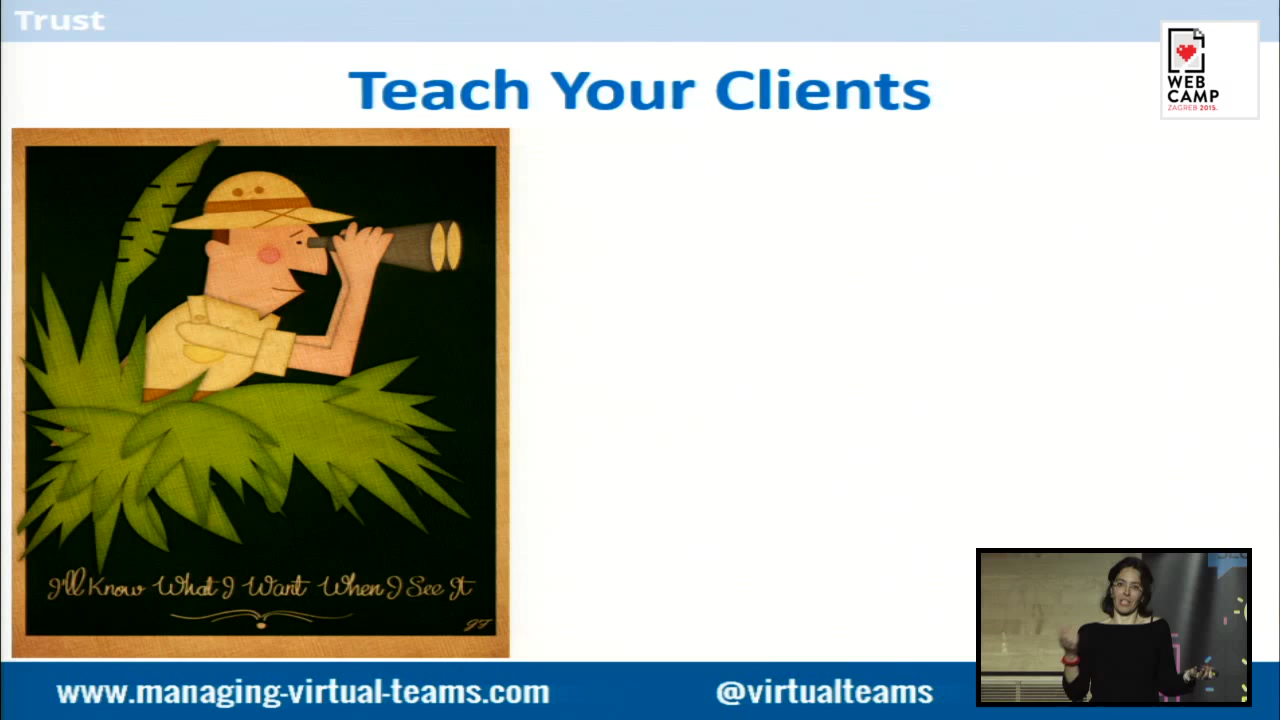 Trust
Teach Your Clients
WEB
CAMP
ZAGREB 2015.
I'll Know What I Want When I See It
JF
www.managing-virtual-teams.com
@virtualteams